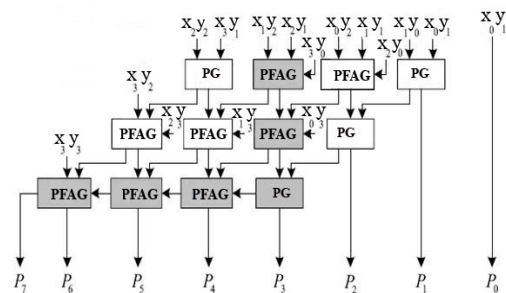 x₂y₂ x₃y₁ x₁y₂ x₂y₁ x₀y₂ x₁y₁ x₁y₀ x₀y₁ x₀y₁
x₃y₀ x₂y₀
PG PFAG PFAG PG
x₃y₂
x₂y₃ x₁y₃ x₀y₃
PFAG PFAG PFAG PG
x₃y₃
PFAG PFAG PFAG PG
P₇ P₆ P₅ P₄ P₃ P₂ P₁ P₀